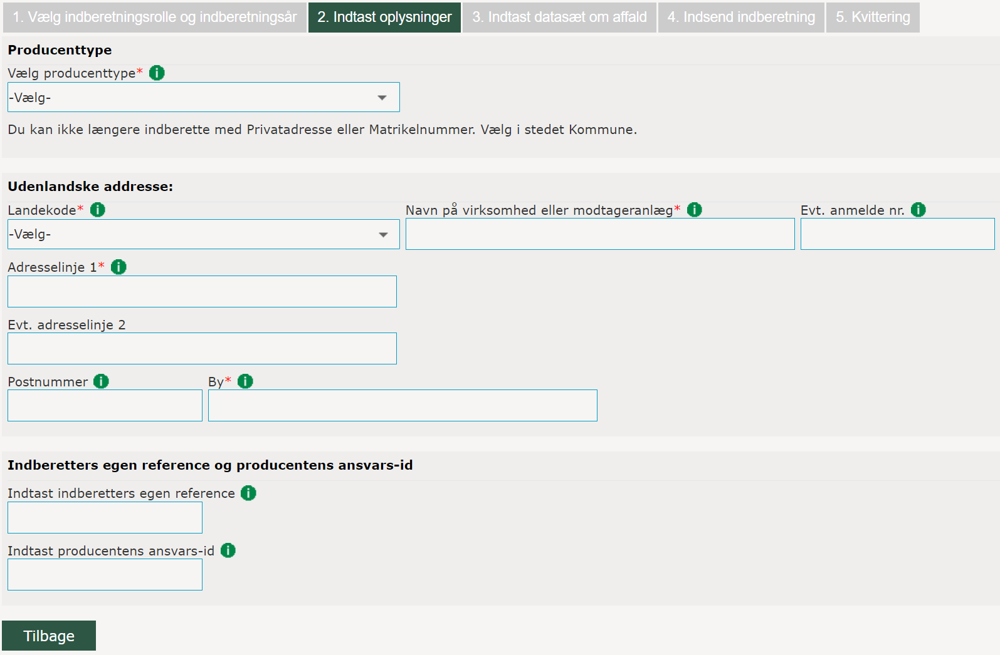 1. Vælg indberetningsrolle og indberetningsår
2. Indtast oplysninger
3. Indtast datasæt om affald
4. Indsend indberetning
5. Kvittering
Producenttype
Vælg producenttype*
-Vælg-
Du kan ikke længere indberette med Privatadresse eller Matrikelnummer. Vælg i stedet Kommune.
Udenlandske addresse:
Landekode*
Navn på virksomhed eller modtageranlæg*
Evt. anmelde nr.
-Vælg-
Adresselinje 1*
Evt. adresselinje 2
Postnummer
By*
Indberetters egen reference og producentens ansvars-id
Indtast indberetters egen reference
Indtast producentens ansvars-id
Tilbage